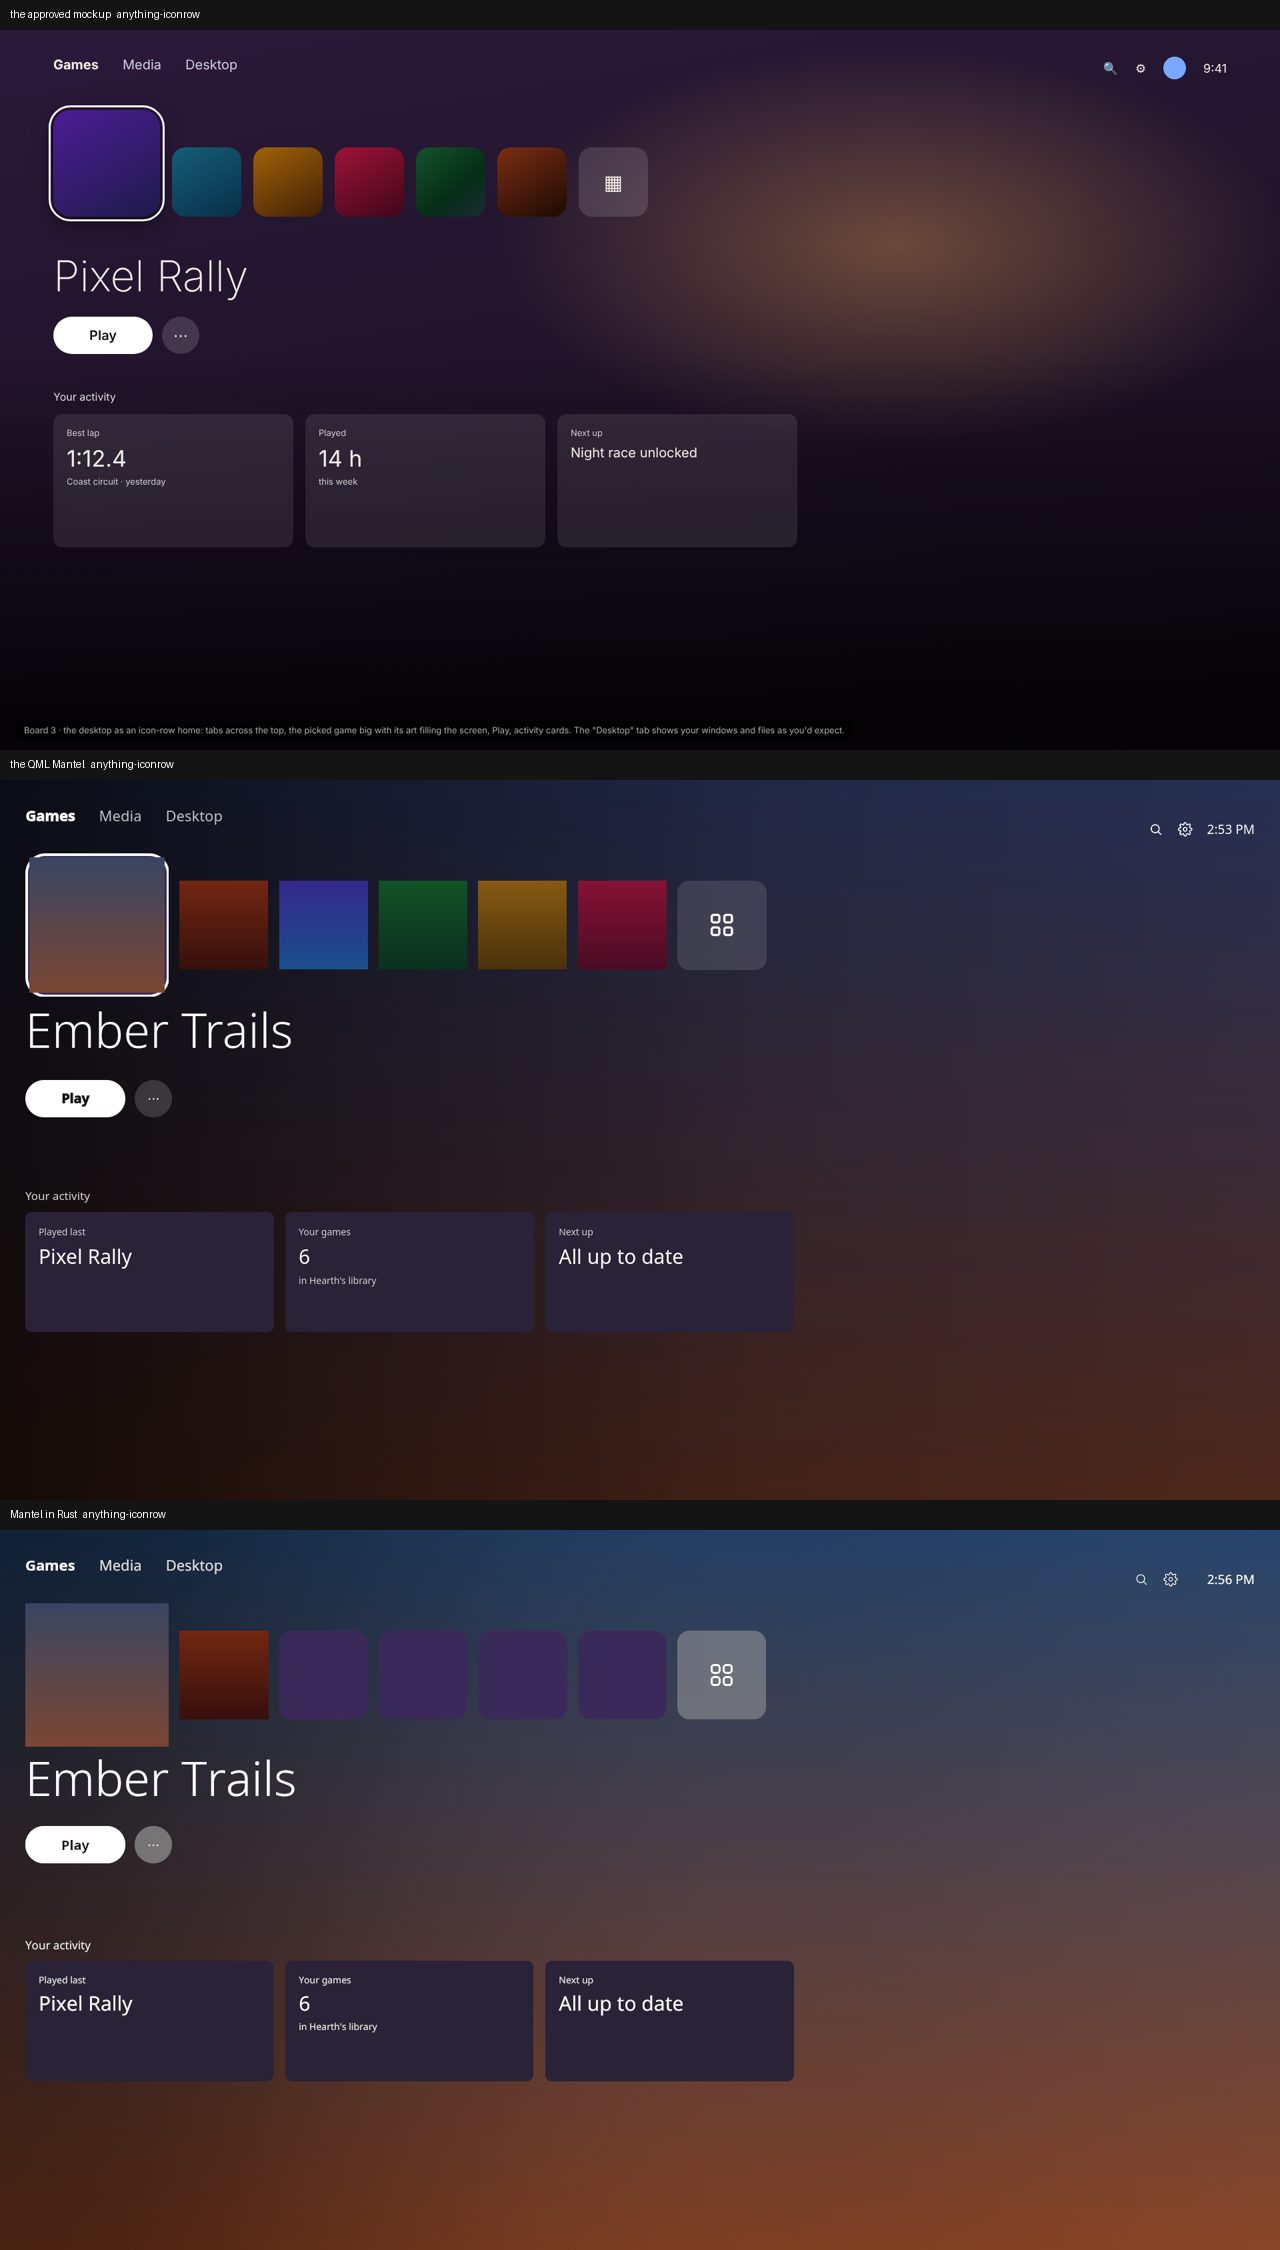 the approved mockup anything-iconrow
Games Media Desktop
9:41
Pixel Rally
Play ...
Your activity
Best lap Played Next up
1:12.4 14 h Night race unlocked
Coast circuit · yesterday this week
Board 3 · the desktop as an icon-row home: tabs across the top, the picked game big with its art filling the screen, Play, activity cards. The "Desktop" tab shows your windows and files as you'd expect.
the QML Mantel anything-iconrow
Games Media Desktop
2:53 PM
Ember Trails
Play ...
Your activity
Played last Your games Next up
Pixel Rally 6 All up to date
in Hearth's library
Mantel in Rust anything-iconrow
Games Media Desktop
2:56 PM
Ember Trails
Play ...
Your activity
Played last Your games Next up
Pixel Rally 6 All up to date
in Hearth's library